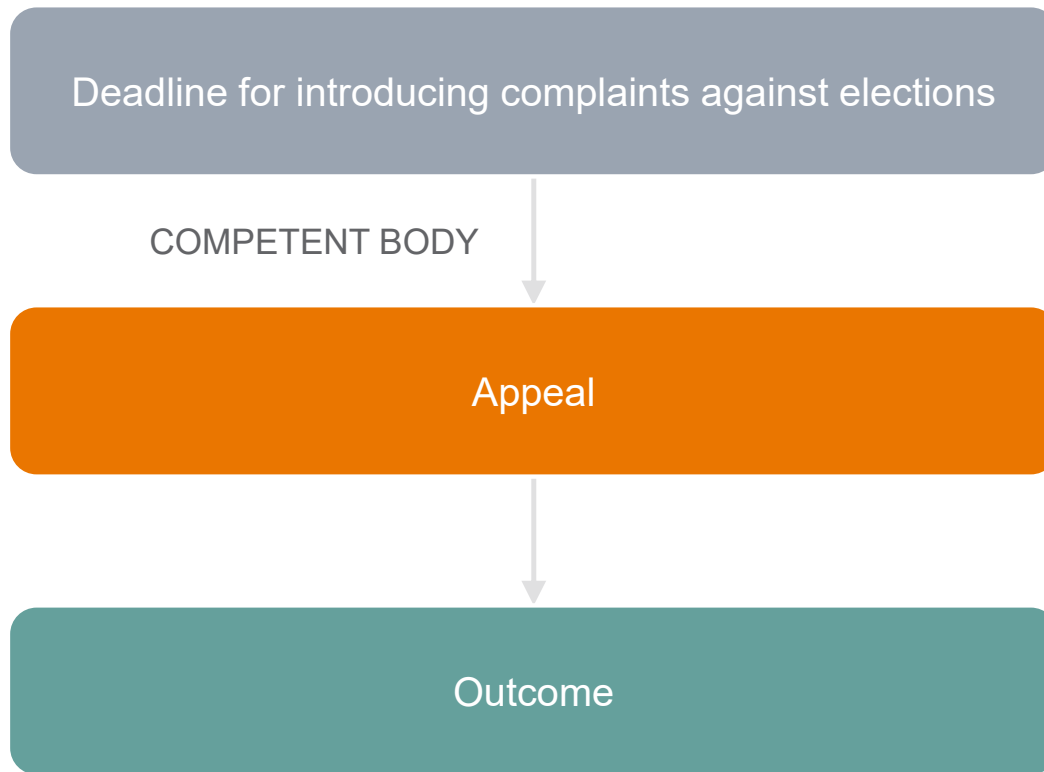 Deadline for introducing complaints against elections
COMPETENT BODY
Appeal
Outcome